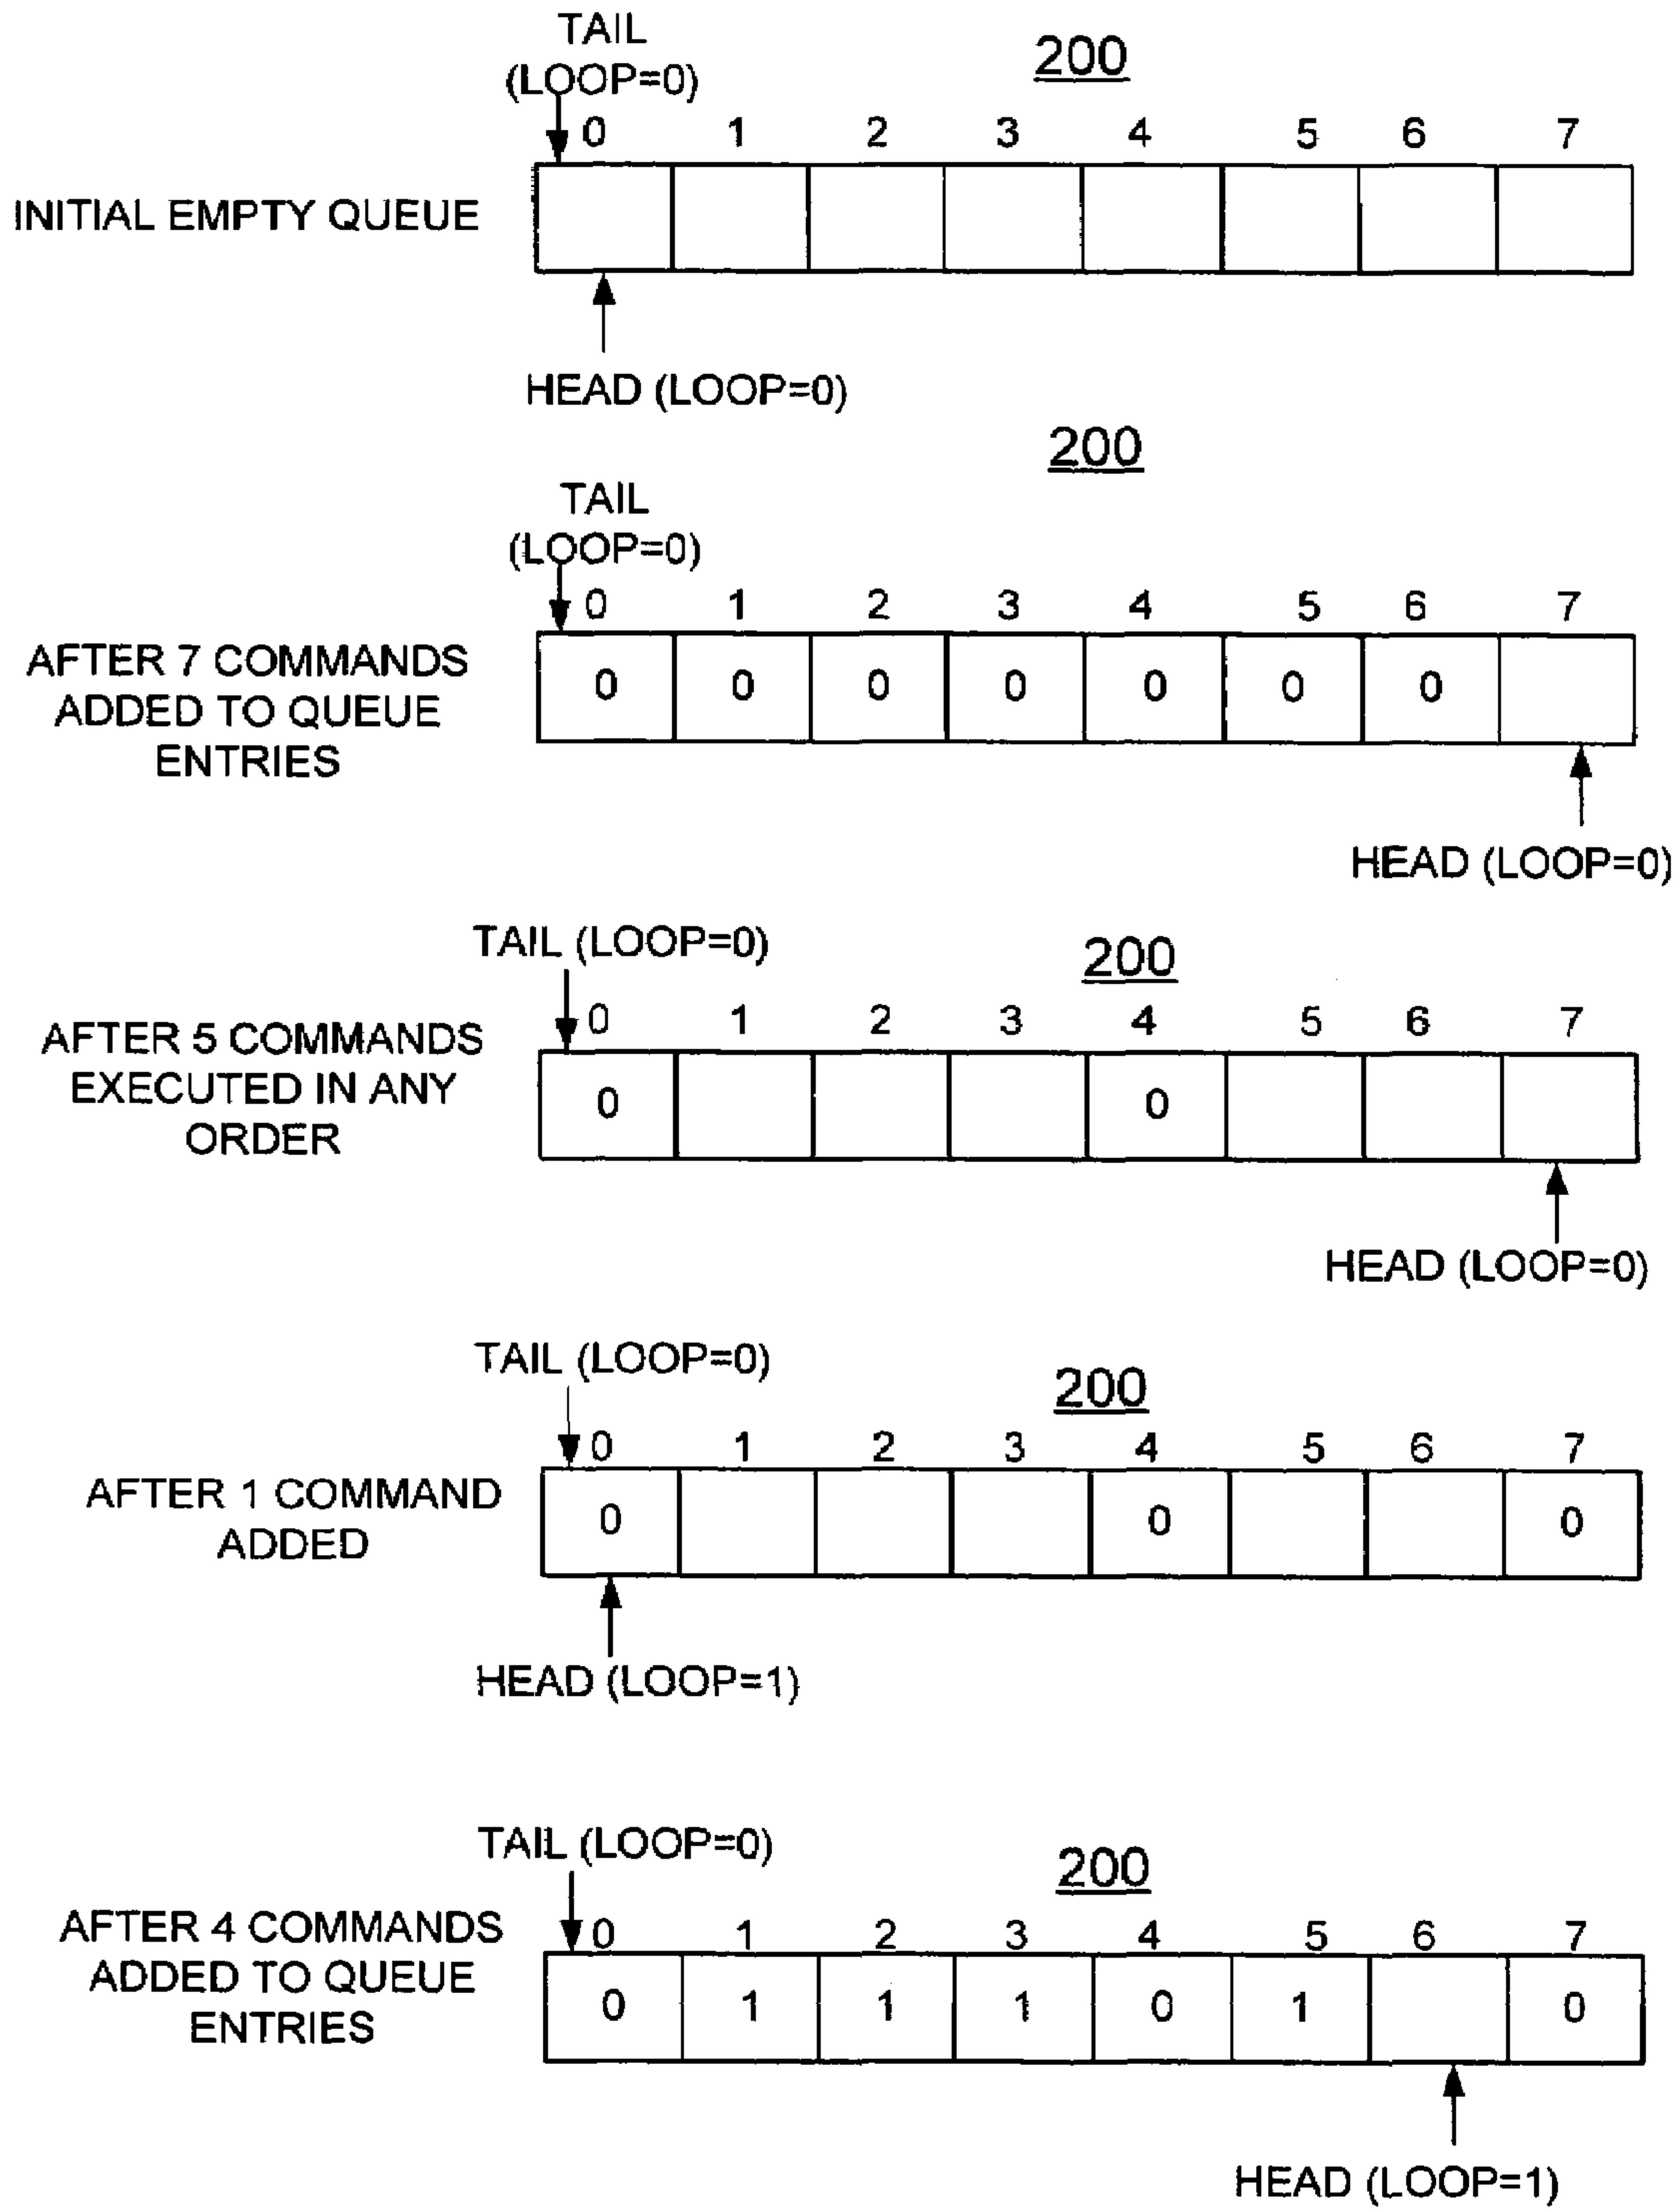 TAIL
(LOOP=0)
200
0 1 2 3 4 5 6 7
INITIAL EMPTY QUEUE
HEAD (LOOP=0)
200
TAIL
(LOOP=0)
0 1 2 3 4 5 6 7
AFTER 7 COMMANDS
ADDED TO QUEUE
ENTRIES
0 0 0 0 0 0 0
HEAD (LOOP=0)
TAIL (LOOP=0)
200
0 1 2 3 4 5 6 7
AFTER 5 COMMANDS
EXECUTED IN ANY
ORDER
0 0
HEAD (LOOP=0)
TAIL (LOOP=0)
200
0 1 2 3 4 5 6 7
AFTER 1 COMMAND
ADDED
0 0 0
HEAD (LOOP=1)
TAIL (LOOP=0)
200
0 1 2 3 4 5 6 7
AFTER 4 COMMANDS
ADDED TO QUEUE
ENTRIES
0 1 1 1 0 1 0
HEAD (LOOP=1)